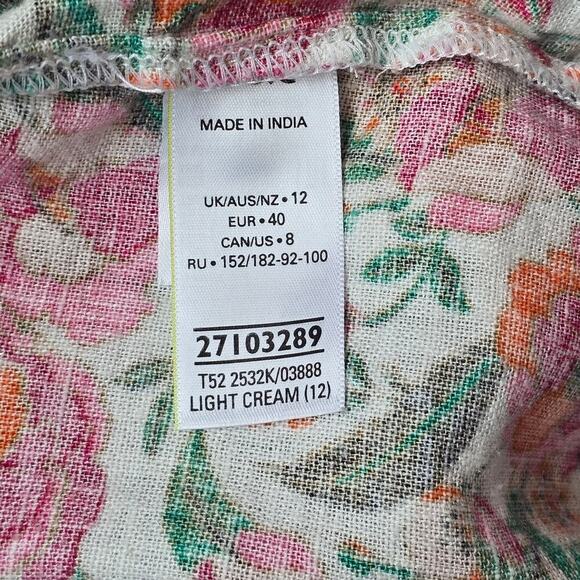 MADE IN INDIA
UK/AUS/NZ • 12
EUR • 40
CAN/US • 8
RU • 152/182-92-100
27103289
T52 2532K/03888
LIGHT CREAM (12)